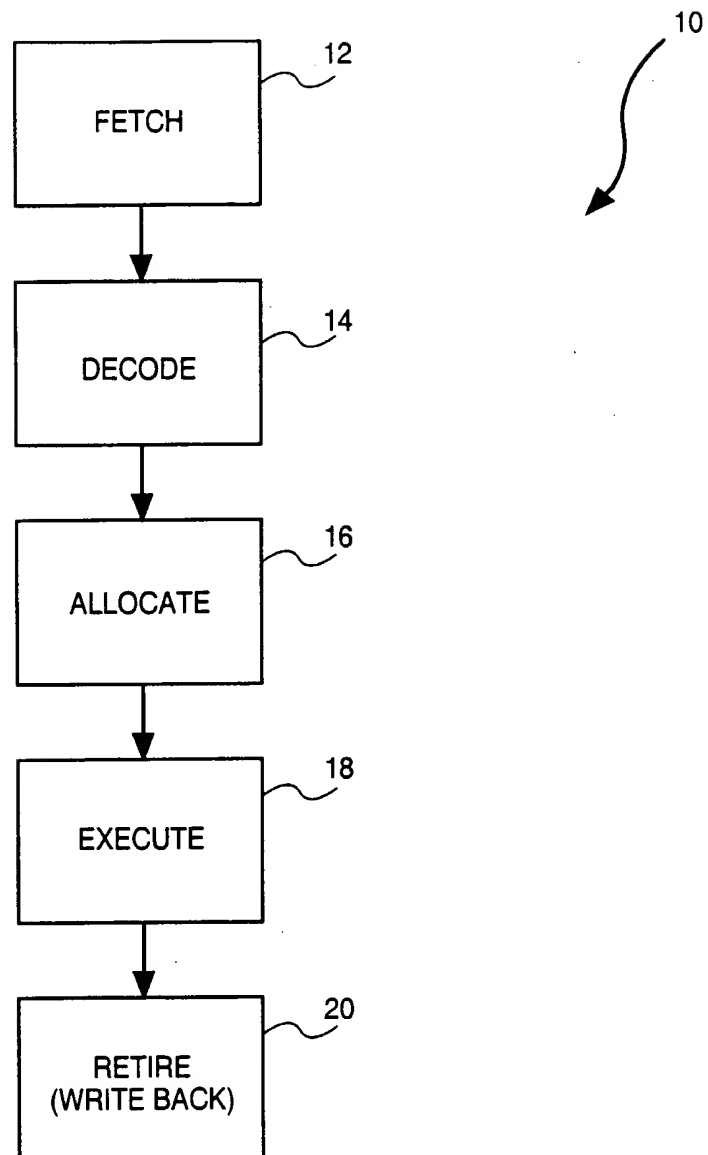 10
12
FETCH
14
DECODE
16
ALLOCATE
18
EXECUTE
20
RETIRE
(WRITE BACK)